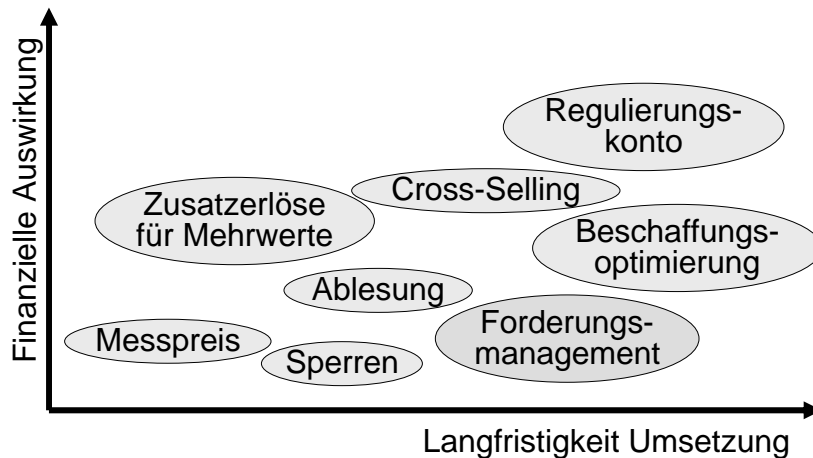 Finanzielle Auswirkung
Regulierungs-
konto
Cross-Selling
Zusatzerlöse
für Mehrwerte
Beschaffungs-
optimierung
Ablesung
Forderungs-
management
Messpreis
Sperren
Langfristigkeit Umsetzung